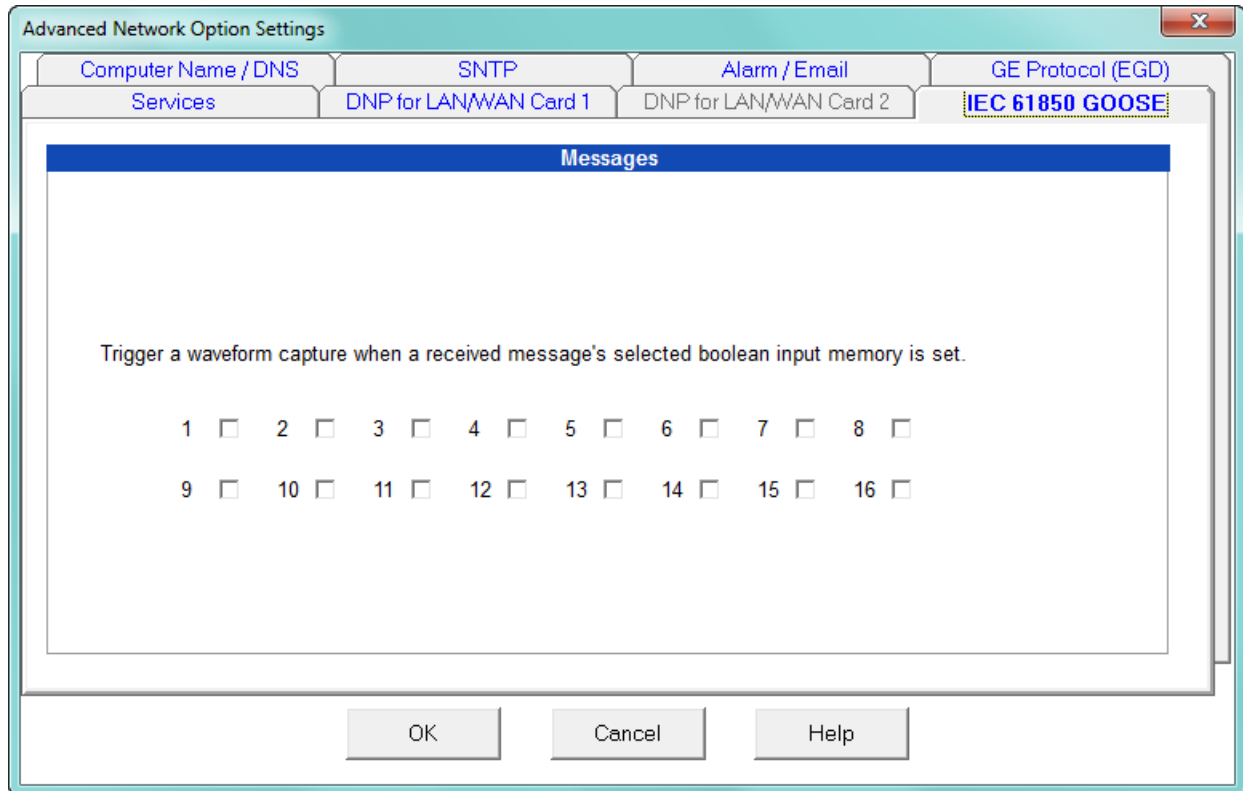 Advanced Network Option Settings
x
Computer Name / DNS SNTP Alarm / Email GE Protocol (EGD)
Services DNP for LAN/WAN Card 1 DNP for LAN/WAN Card 2 IEC 61850 GOOSE
Messages
Trigger a waveform capture when a received message's selected boolean input memory is set.
1 2 3 4 5 6 7 8
9 10 11 12 13 14 15 16
OK Cancel Help